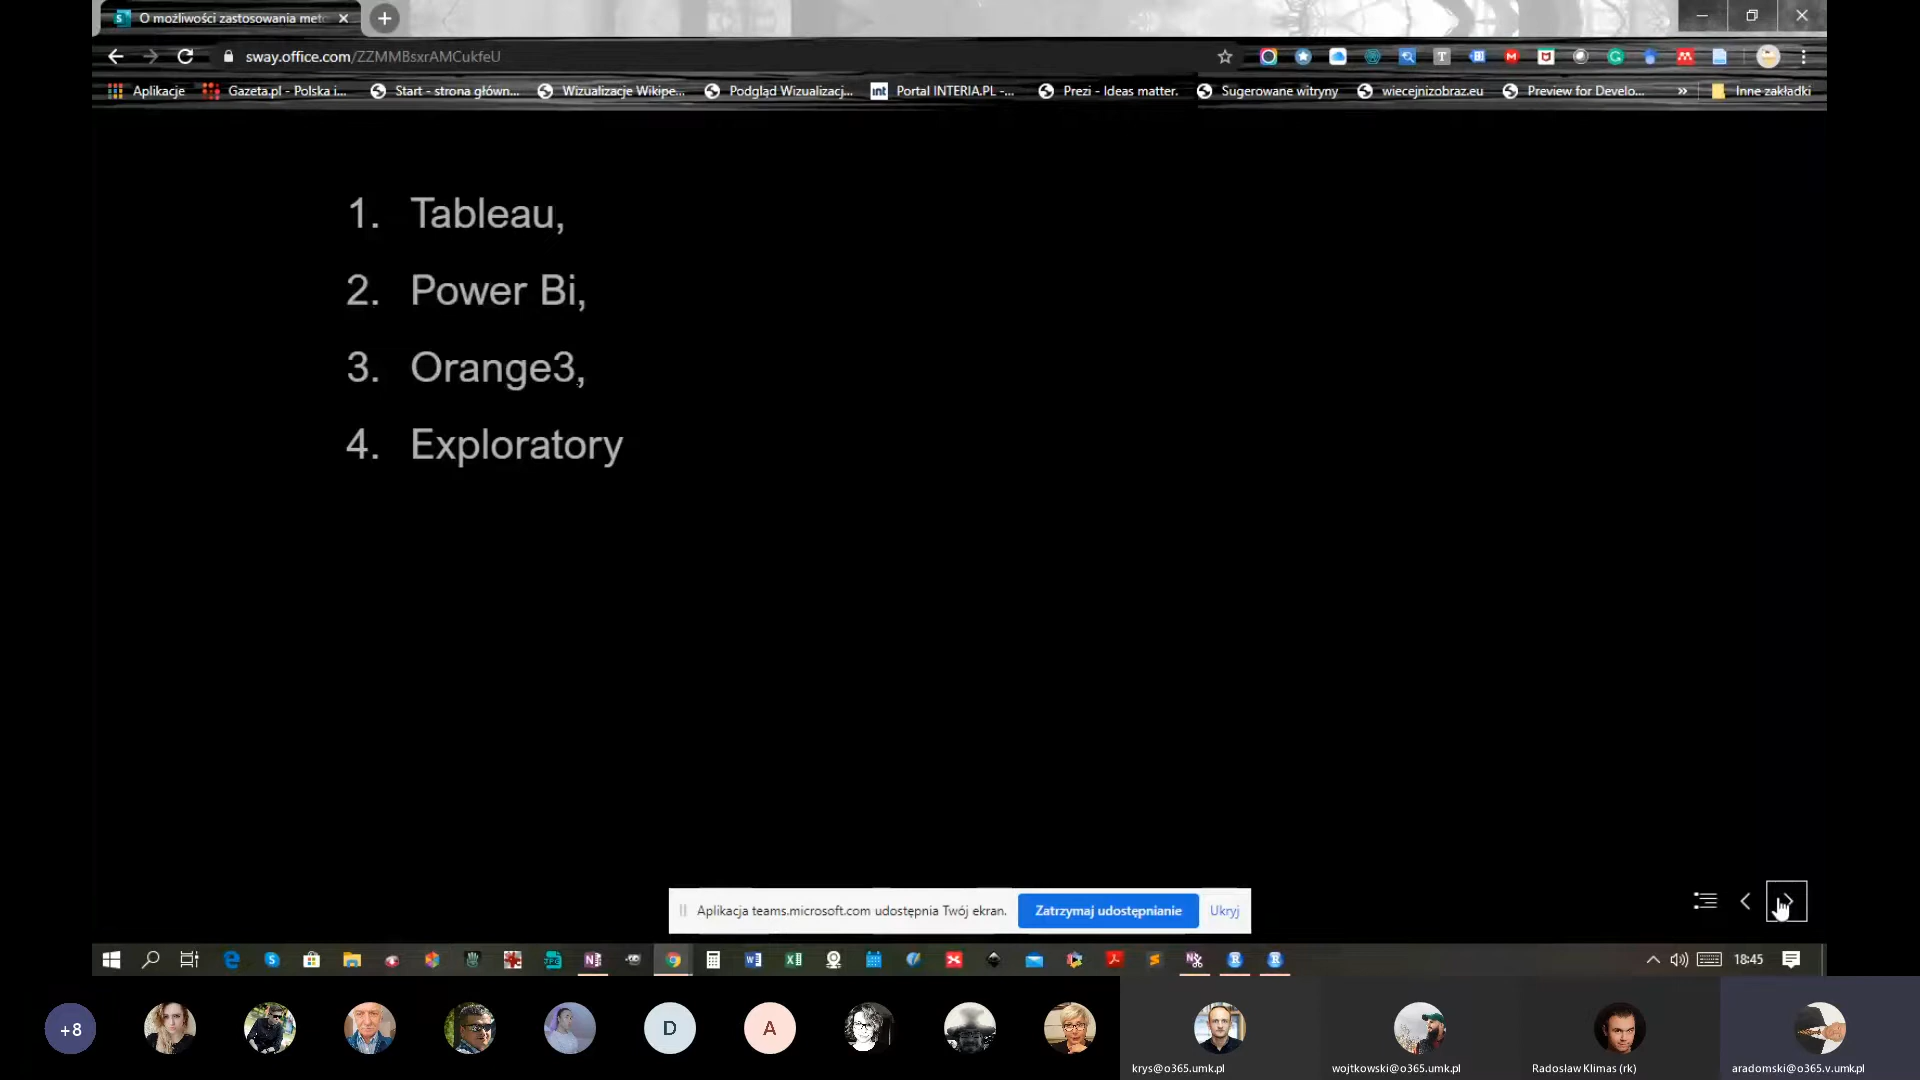 O możliwości zastosowania met
sway.office.com/ZZMMBsxrAMCukfeU
Aplikacje
Gazeta.pl - Polska i...
Start - strona główn...
Wizualizacje Wikipe...
Podgląd Wizualizacj...
Portal INTERIA.PL -...
Prezi - Ideas matter.
Sugerowane witryny
wiecejnizobraz.eu
Preview for Develo...
»
Inne zakładki
1. Tableau,
2. Power Bi,
3. Orange3,
4. Exploratory
Aplikacja teams.microsoft.com udostępnia Twój ekran.
Zatrzymaj udostępnianie
Ukryj
18:45
+8
D
A
krys@o365.umk.pl
wojtkowski@o365.umk.pl
Radosław Klimas (rk)
aradomski@o365.v.umk.pl